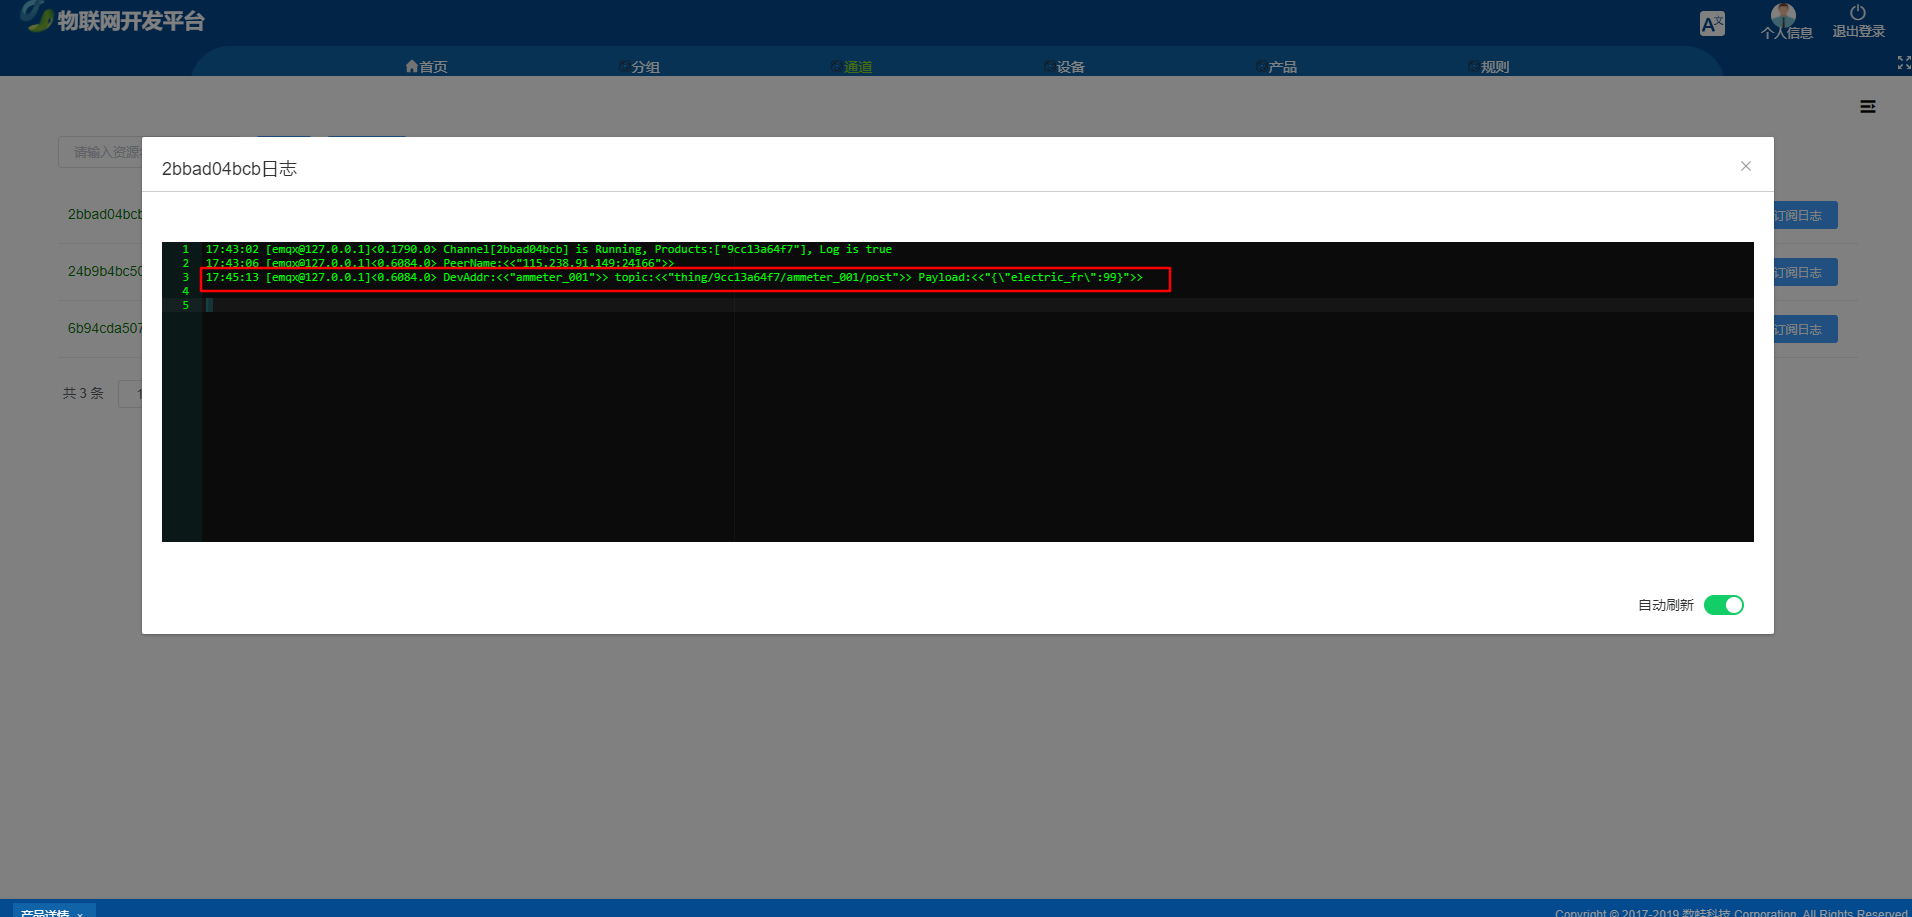 物联网开发平台
个人信息
退出登录
首页
分组
通道
设备
产品
规则
请输入资源
2bbad04bcb日志
2bbad04bcb
24b9b4bc50
6b94cda507
订阅日志
订阅日志
订阅日志
1 17:43:02 [emqx@127.0.0.1]<0.1790.0> Channel[2bbad04bcb] is Running, Products:["9cc13a64f7"], Log is true
2 17:43:06 [emqx@127.0.0.1]<0.6084.0> PeerName:<<"115.238.91.149:24166">>
3 17:45:13 [emqx@127.0.0.1]<0.6084.0> DevAddr:<<"ammeter_001">> topic:<<"thing/9cc13a64f7/ammeter_001/post">> Payload:<<"{\"electric_fr\":99}">>
4
5
共 3 条
1
自动刷新
产品详情
Copyright © 2017-2019 数蛙科技 Corporation, All Rights Reserved